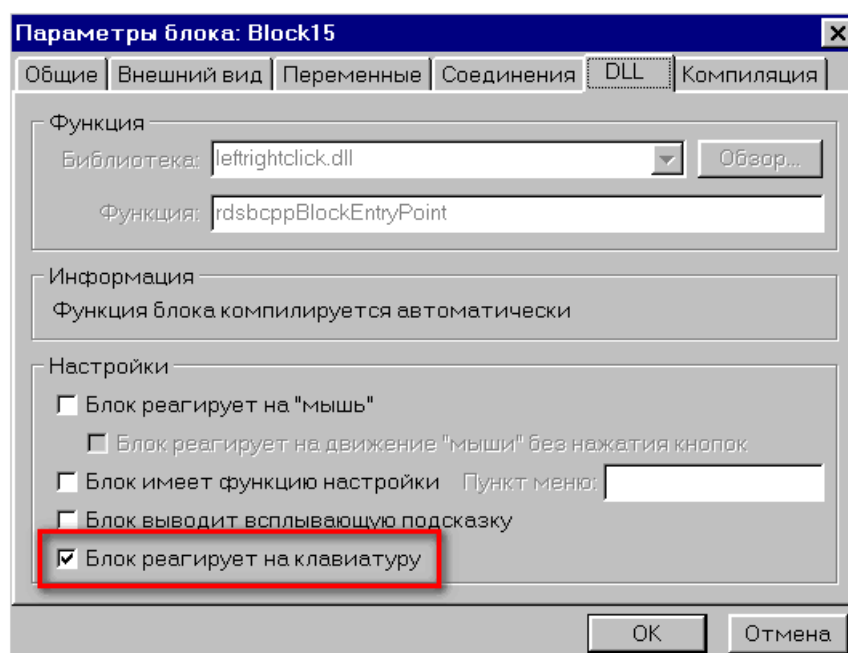 Параметры блока: Block15
Общие Внешний вид Переменные Соединения DLL Компиляция
Функция
Библиотека: leftrightclick.dll Обзор...
Функция: rdsbcppBlockEntryPoint
Информация
Функция блока компилируется автоматически
Настройки
Блок реагирует на "мышь"
Блок реагирует на движение "мыши" без нажатия кнопок
Блок имеет функцию настройки Пункт меню:
Блок выводит всплывающую подсказку
Блок реагирует на клавиатуру
OK Отмена